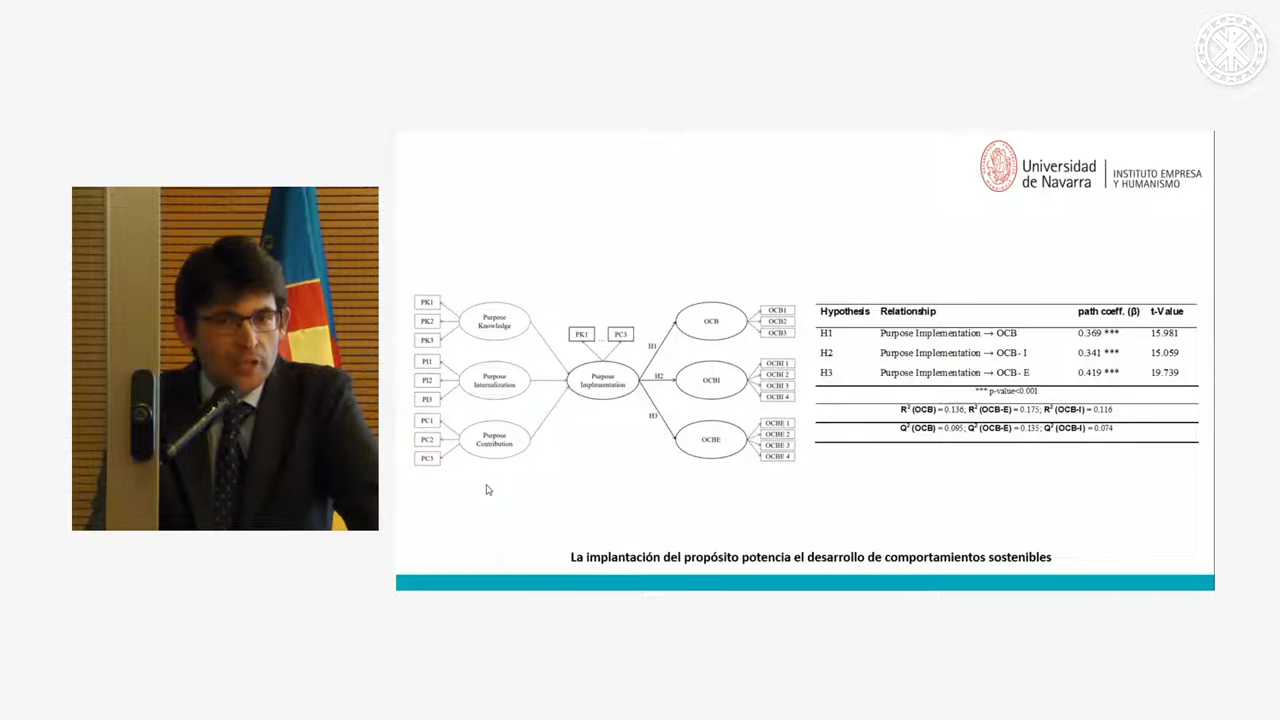 Universidad
de Navarra
INSTITUTO EMPRESA
Y HUMANISMO
PK1
PK2
PK3
PI1
PI2
PI3
PC1
PC2
PC3
Purpose
Knowledge
Purpose
Internalization
Purpose
Contribution
PK1 ... PC3
Purpose
Implementation
H1
H2
H3
OCB
OCBI
OCBE
OCB1
OCB2
OCB3
OCBI 1
OCBI 2
OCBI 3
OCBI 4
OCBE 1
OCBE 2
OCBE 3
OCBE 4
Hypothesis Relationship path coeff. (β) t-Value
H1 Purpose Implementation → OCB 0.369 *** 15.981
H2 Purpose Implementation → OCB- I 0.341 *** 15.059
H3 Purpose Implementation → OCB- E 0.419 *** 19.739
*** p-value<0.001
R² (OCB) = 0.136; R² (OCB-E) = 0.175; R² (OCB-I) = 0.116
Q² (OCB) = 0.095; Q² (OCB-E) = 0.135; Q² (OCB-I) = 0.074
La implantación del propósito potencia el desarrollo de comportamientos sostenibles